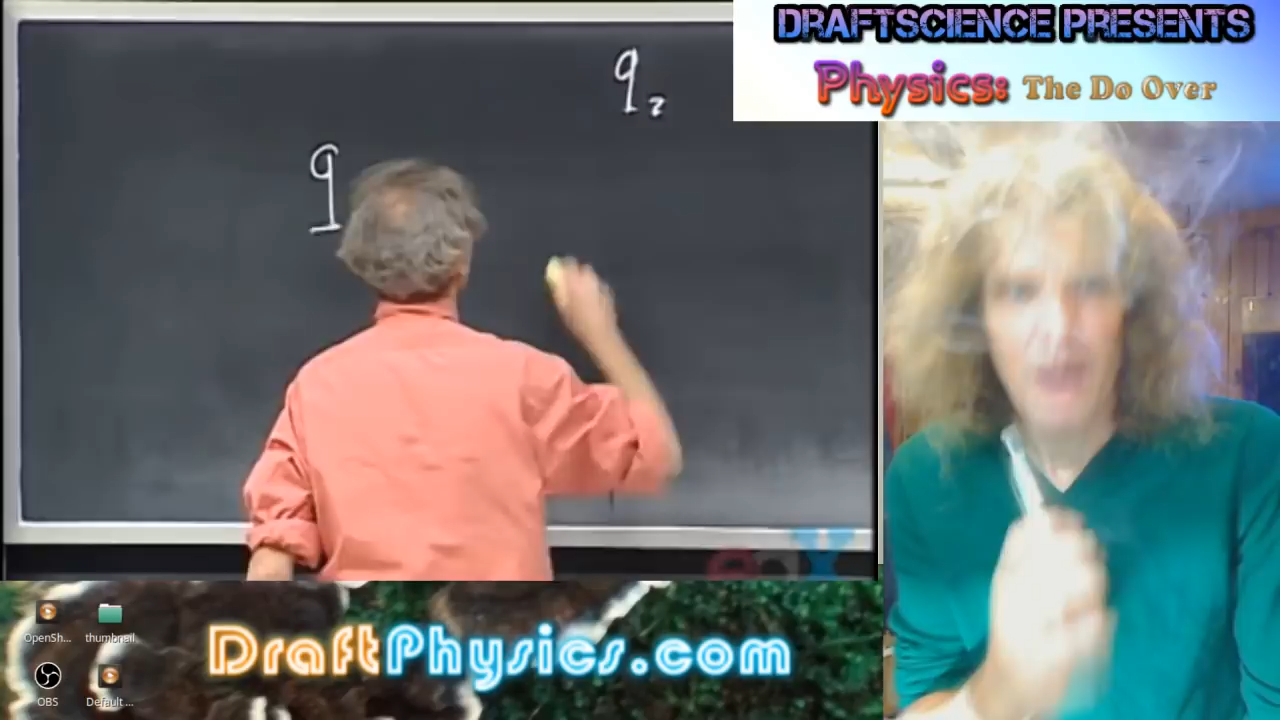 DRAFTSCIENCE PRESENTS
Physics: The Do Over
q₂
q
OpenSh...
thumbnail
DraftPhysics.com
OBS
Default ...